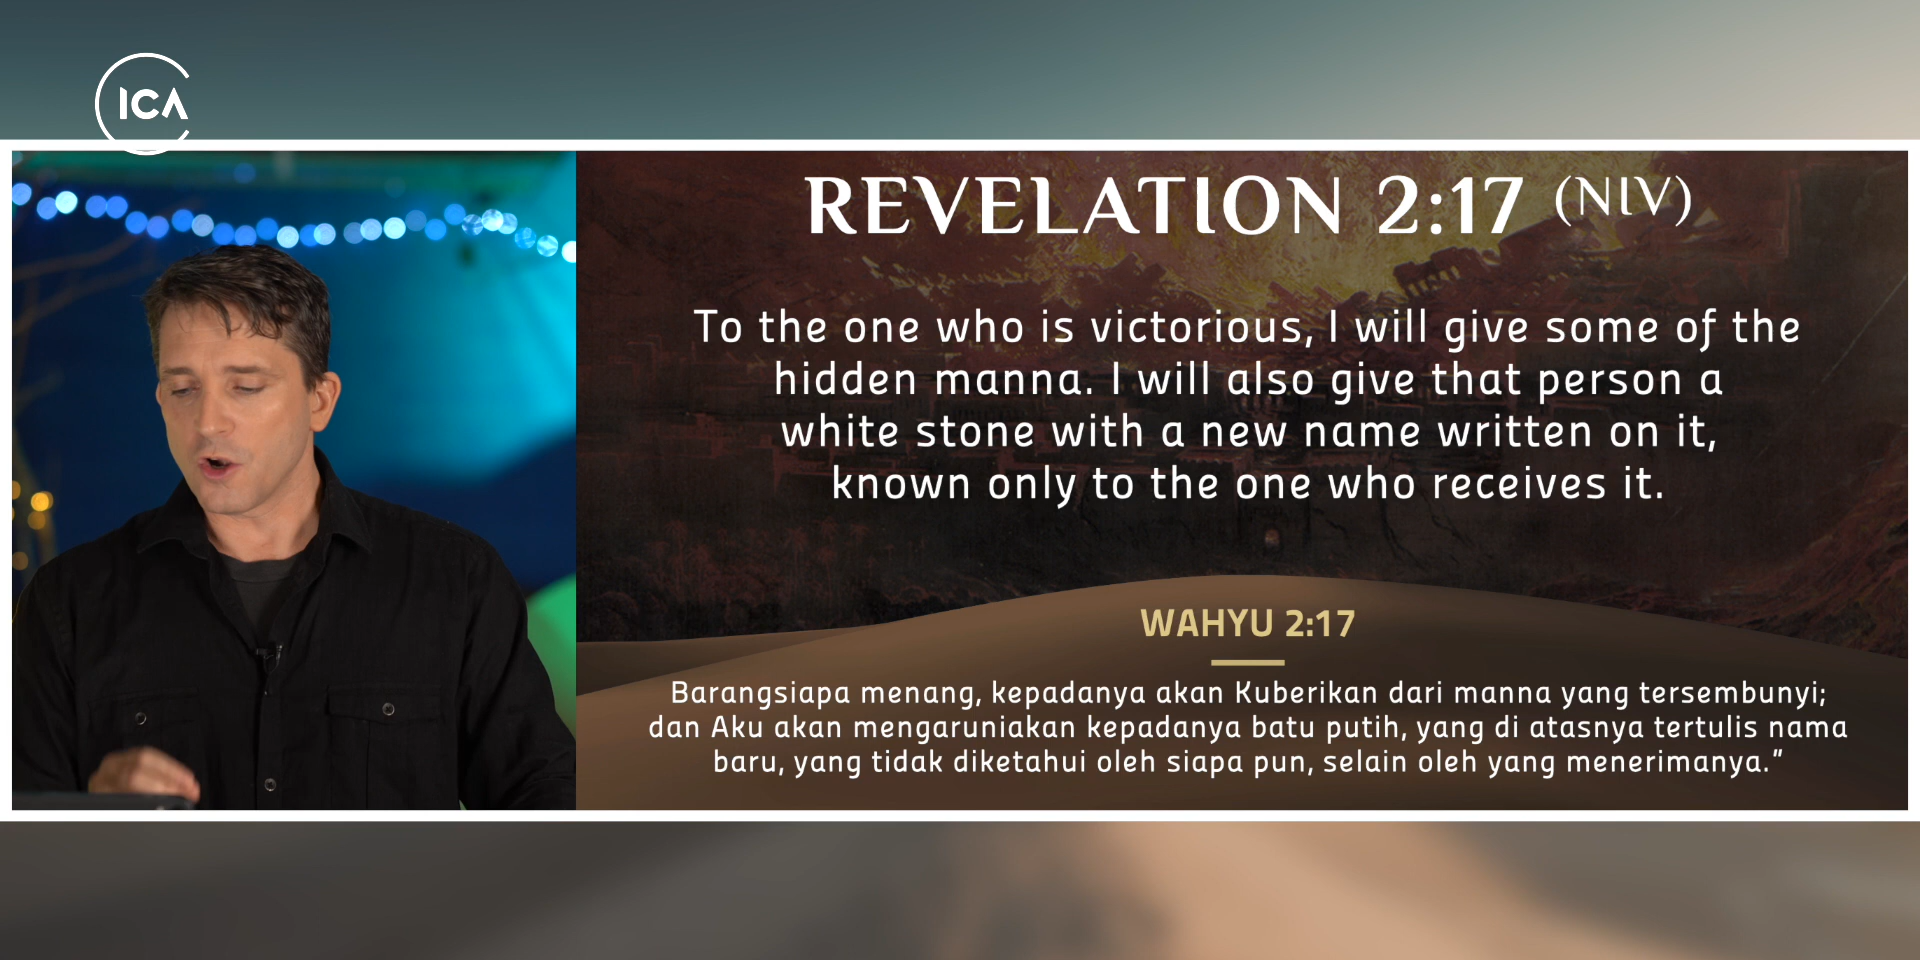 ICA
REVELATION 2:17 (NIV)
To the one who is victorious, I will give some of the
hidden manna. I will also give that person a
white stone with a new name written on it,
known only to the one who receives it.
WAHYU 2:17
Barangsiapa menang, kepadanya akan Kuberikan dari manna yang tersembunyi;
dan Aku akan mengaruniakan kepadanya batu putih, yang di atasnya tertulis nama
baru, yang tidak diketahui oleh siapa pun, selain oleh yang menerimanya.”